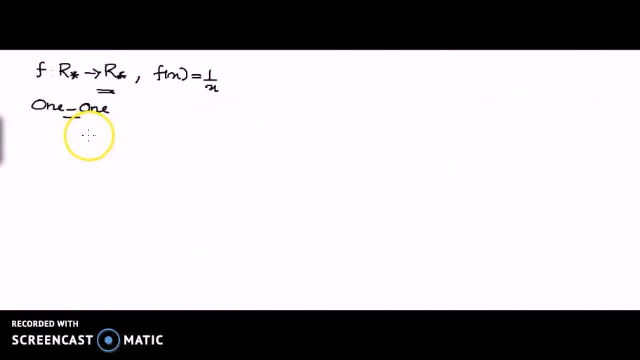 f : R* → R* , f(x) = 1/x
One-One
RECORDED WITH
SCREENCAST MATIC